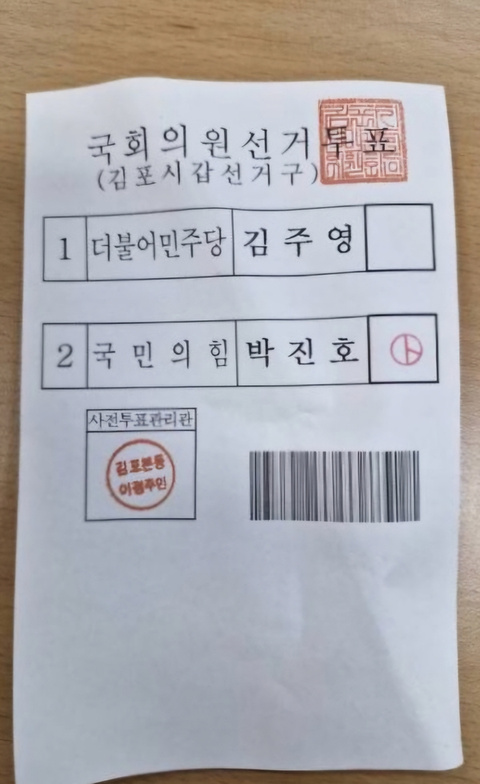 국회의원선거투표
(김포시갑선거구)
1 더불어민주당 김주영
2 국민의힘 박진호
사전투표관리관
김포본동